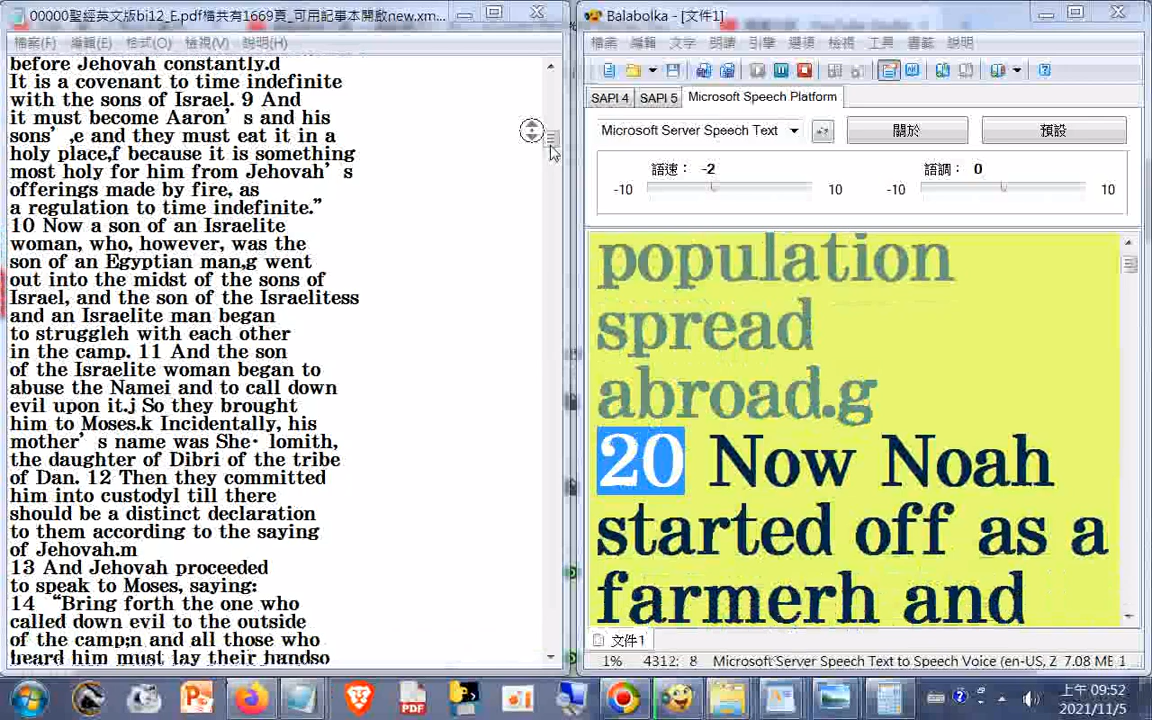 00000聖經英文版bi12_E.pdf檔共有1669頁_可用記事本開啟new.xm...
檔案(F) 編輯(E) 格式(O) 檢視(V) 說明(H)
before Jehovah constantly.d
It is a covenant to time indefinite
with the sons of Israel. 9 And
it must become Aaron’s and his
sons’,e and they must eat it in a
holy place,f because it is something
most holy for him from Jehovah’s
offerings made by fire, as
a regulation to time indefinite.”
10 Now a son of an Israelite
woman, who, however, was the
son of an Egyptian man,g went
out into the midst of the sons of
Israel, and the son of the Israelitess
and an Israelite man began
to struggleh with each other
in the camp. 11 And the son
of the Israelite woman began to
abuse the Namei and to call down
evil upon it.j So they brought
him to Moses.k Incidentally, his
mother’s name was She· lomith,
the daughter of Dibri of the tribe
of Dan. 12 Then they committed
him into custodyl till there
should be a distinct declaration
to them according to the saying
of Jehovah.m
13 And Jehovah proceeded
to speak to Moses, saying:
14 “Bring forth the one who
called down evil to the outside
of the camp;n and all those who
heard him must lay their handso
Balabolka - [文件1]
檔案 編輯 文字 朗讀 引擎 選項 檢視 工具 書籤 說明
SAPI 4 SAPI 5 Microsoft Speech Platform
Microsoft Server Speech Text 關於 預設
語速: -2 語調: 0
-10 10 -10 10
population
spread
abroad.g
20 Now Noah
started off as a
farmerh and
文件1
1% 4312: 8 Microsoft Server Speech Text to Speech Voice (en-US, Z 7.08 MB 1
上午 09:52
2021/11/5